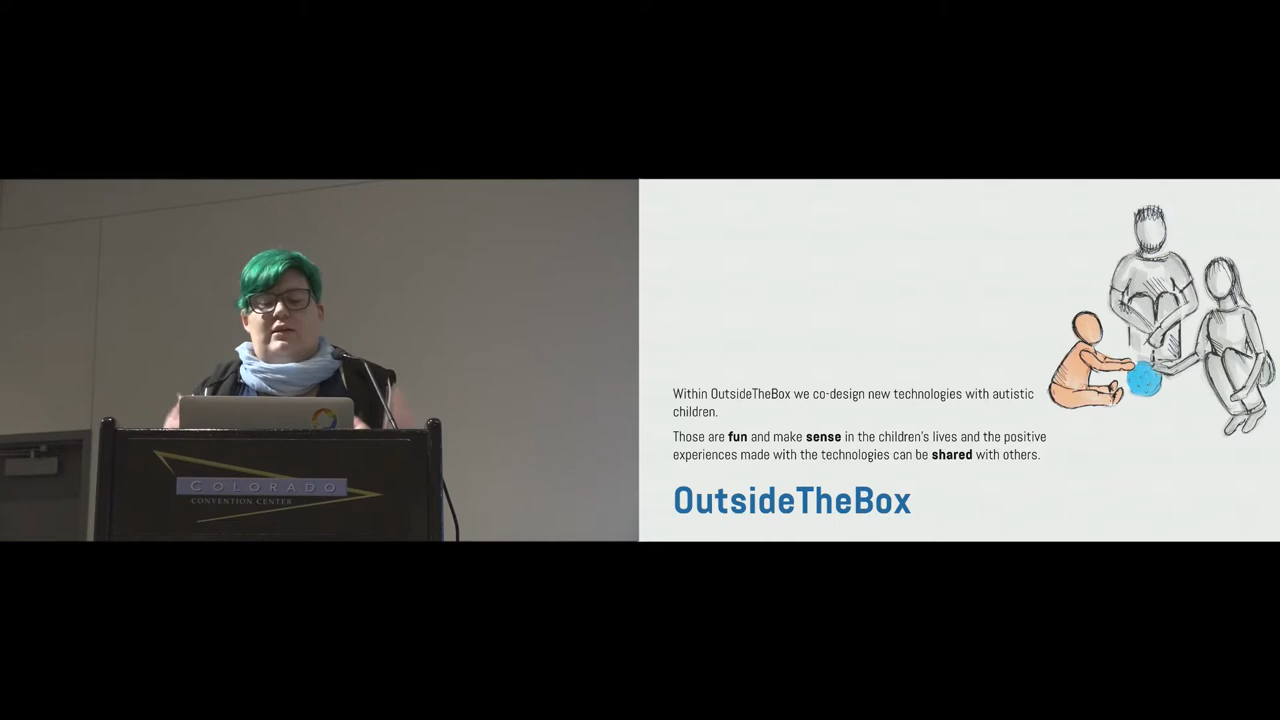 COLORADO
CONVENTION CENTER
Within OutsideTheBox we co-design new technologies with autistic
children.
Those are fun and make sense in the children's lives and the positive
experiences made with the technologies can be shared with others.
OutsideTheBox